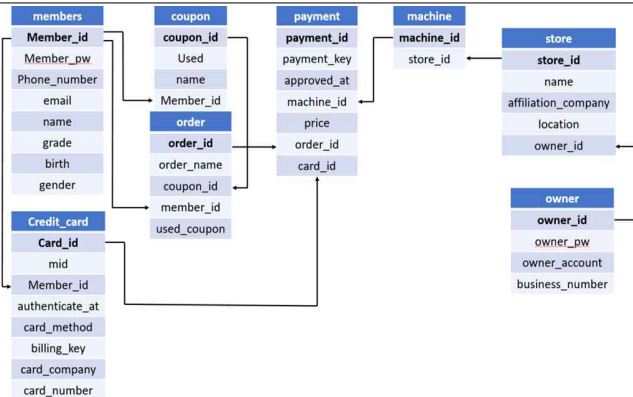 members
Member_id
Member_pw
Phone_number
email
name
grade
birth
gender
coupon
coupon_id
Used
name
Member_id
order
order_id
order_name
coupon_id
member_id
used_coupon
payment
payment_key
payment_id
approved_at
machine_id
price
order_id
card_id
machine
machine_id
store_id
store
store_id
name
affiliation_company
location
owner_id
owner
owner_id
owner_pw
owner_account
business_number
Credit_card
Card_id
mid
Member_id
authenticate_at
card_method
billing_key
card_company
card_number